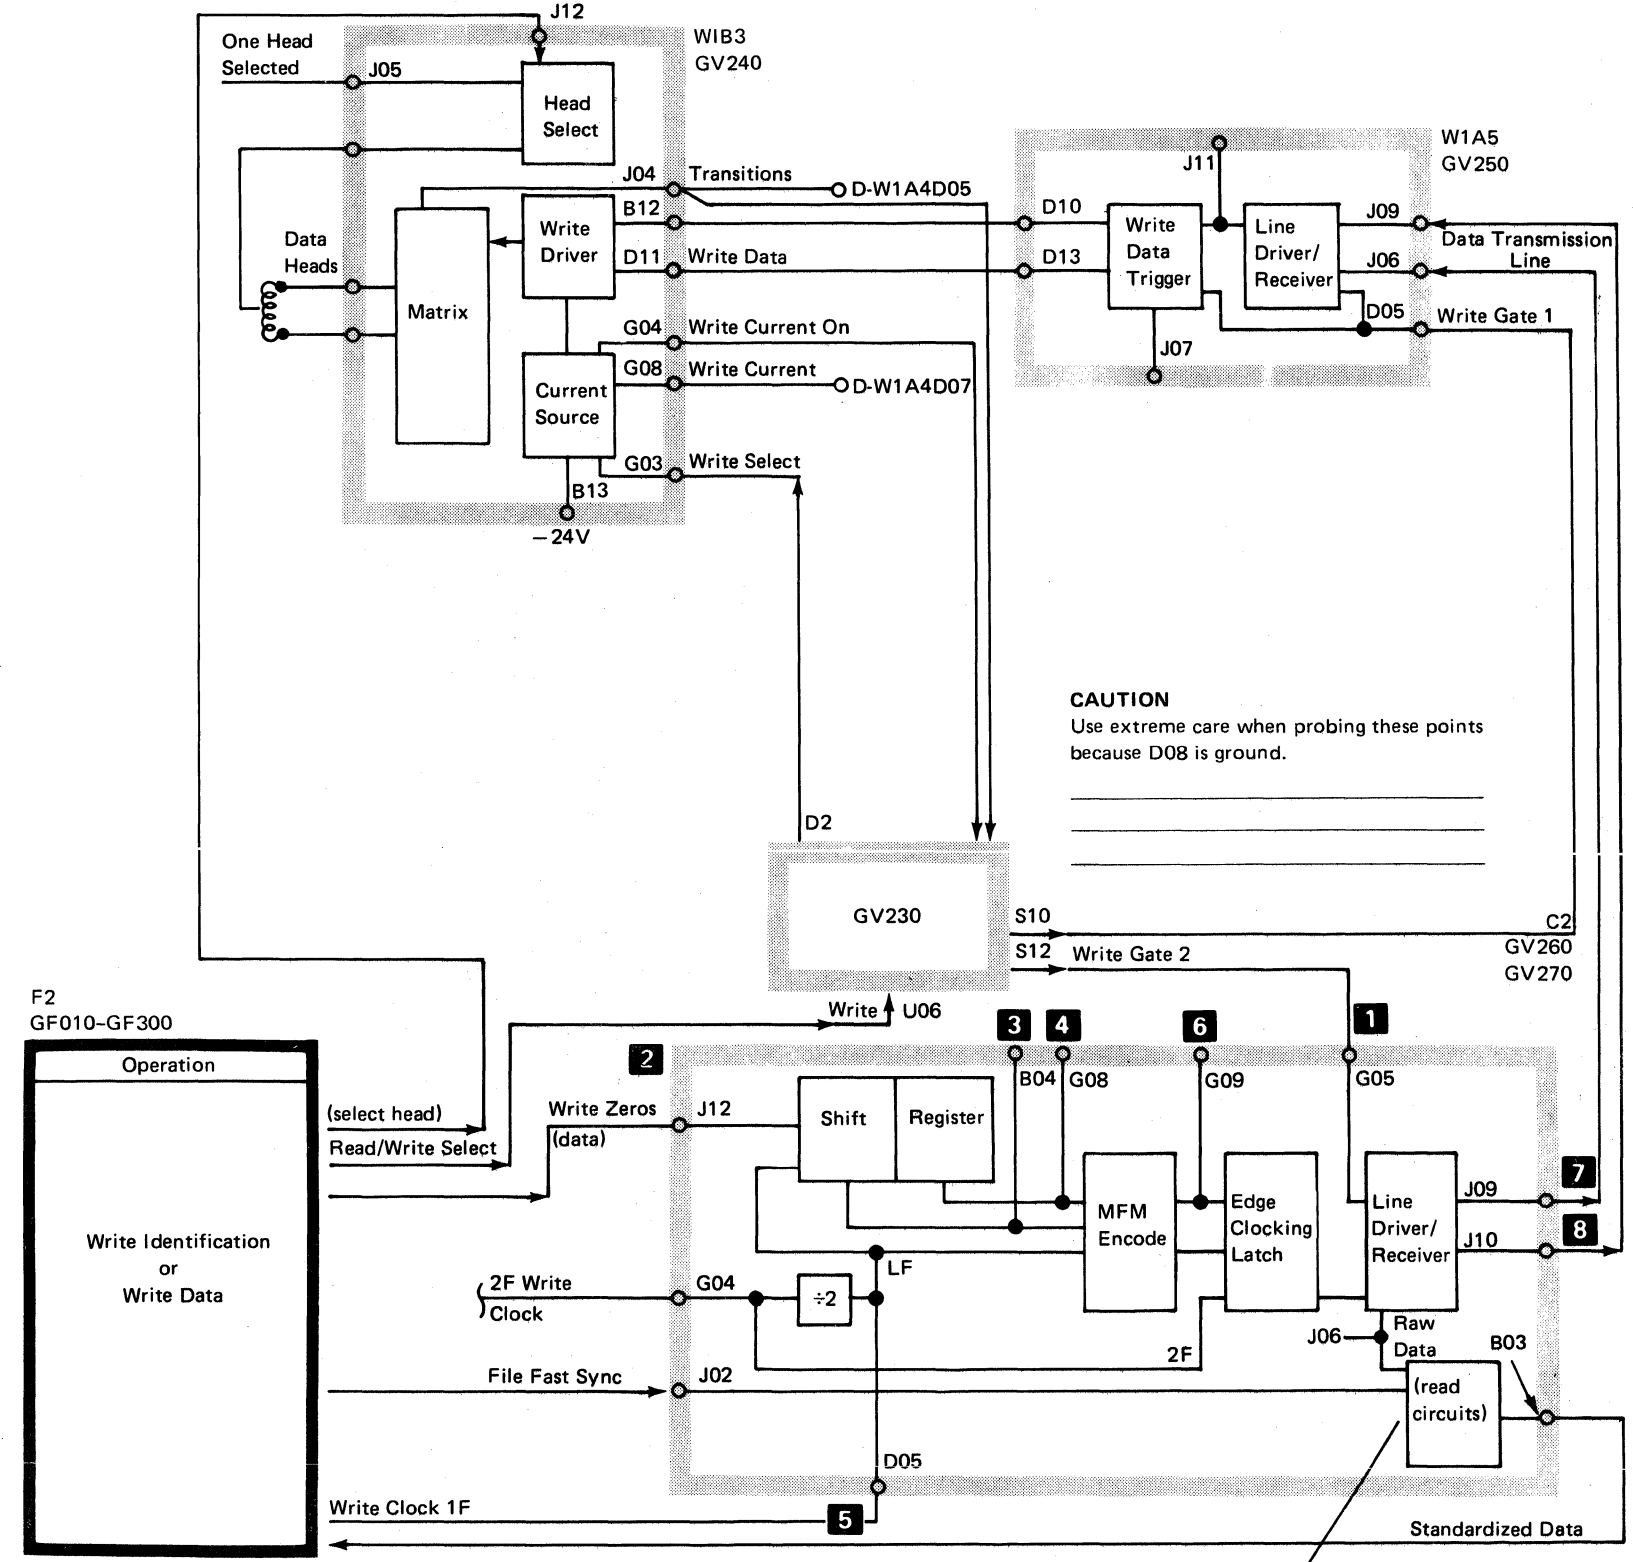 J12
WIB3
GV240
One Head
Selected
J05
Head
Select
J04
Transitions
D-W1A4D05
B12
Write
Driver
D11
Write Data
Data
Heads
Matrix
G04
Write Current On
G08
Write Current
D-W1A4D07
Current
Source
G03
Write Select
B13
−24V
W1A5
GV250
J11
D10
D13
Write
Data
Trigger
Line
Driver/
Receiver
J09
Data Transmission
Line
J06
D05
Write Gate 1
J07
CAUTION
Use extreme care when probing these points
because D08 is ground.
D2
GV230
S10
C2
GV260
GV270
S12
Write Gate 2
Write
U06
F2
GF010–GF300
Operation
Write Identification
or
Write Data
(select head)
Read/Write Select
Write Zeros
(data)
2
3
4
6
1
J12
B04
G08
G09
G05
Shift
Register
MFM
Encode
Edge
Clocking
Latch
Line
Driver/
Receiver
J09
7
J10
8
LF
2F Write
Clock
G04
÷2
2F
J06
Raw
Data
B03
File Fast Sync
J02
(read
circuits)
D05
Write Clock 1F
5
Standardized Data